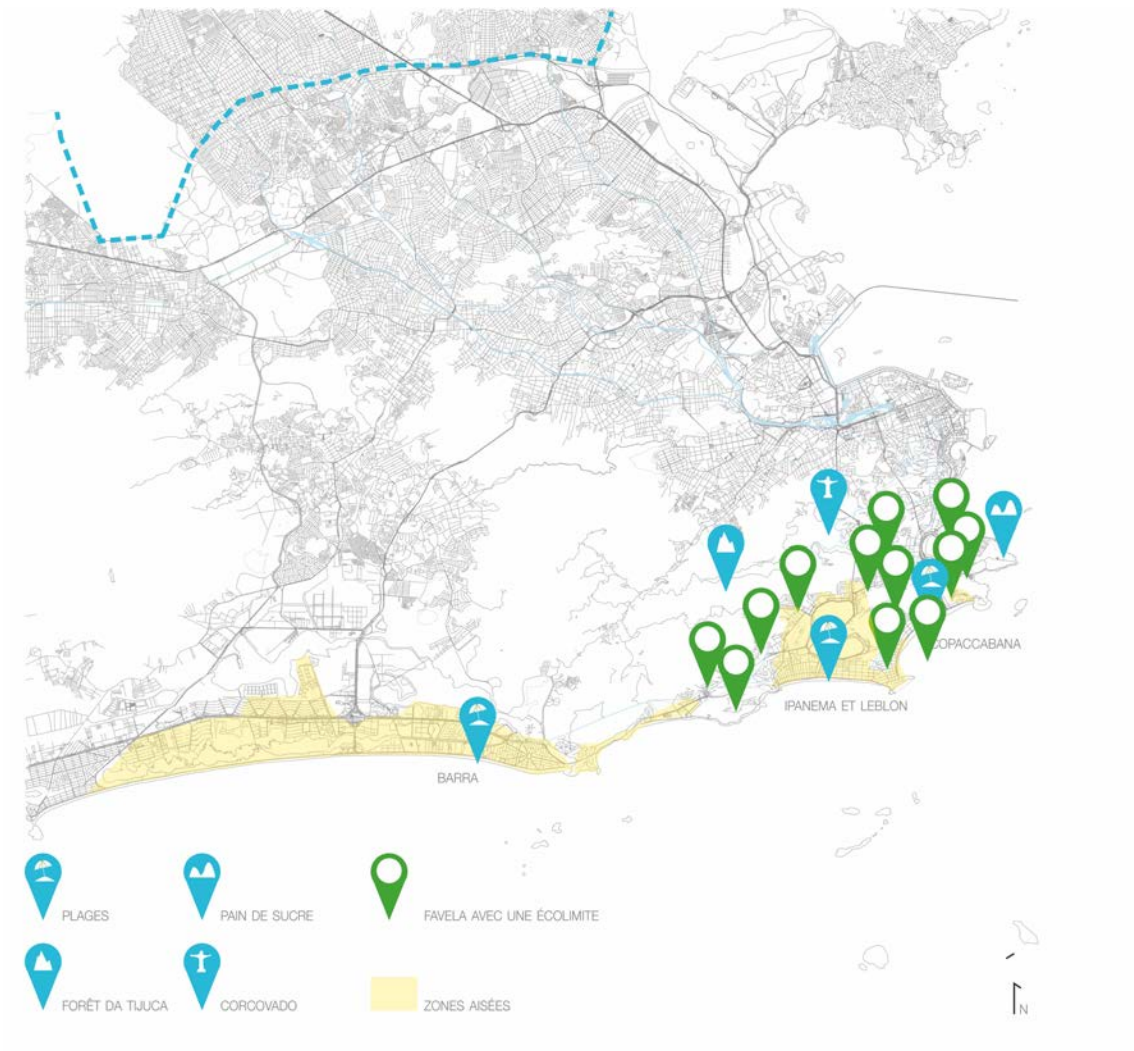 COPACCABANA
IPANEMA ET LEBLON
BARRA
PLAGES
PAIN DE SUCRE
FAVELA AVEC UNE ÉCOLIMITE
FORÊT DA TIJUCA
CORCOVADO
ZONES AISÉES
N